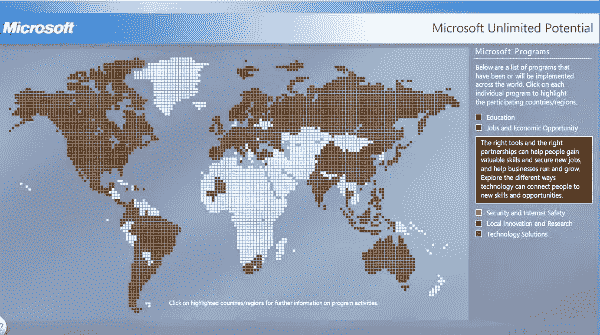 Microsoft
Microsoft Unlimited Potential
Microsoft Programs
Below are a list of programs that
have been or will be implemented
across the world. Click on each
individual program to highlight
the participating countries/regions.
Education
Jobs and Economic Opportunity
The right tools and the right
partnerships can help people gain
valuable skills and secure new jobs,
and help businesses run and grow.
Explore the different ways
technology can connect people to
new skills and opportunities.
Security and Internet Safety
Local Innovation and Research
Technology Solutions
Click on highlighted countries/regions for further information on program activities.